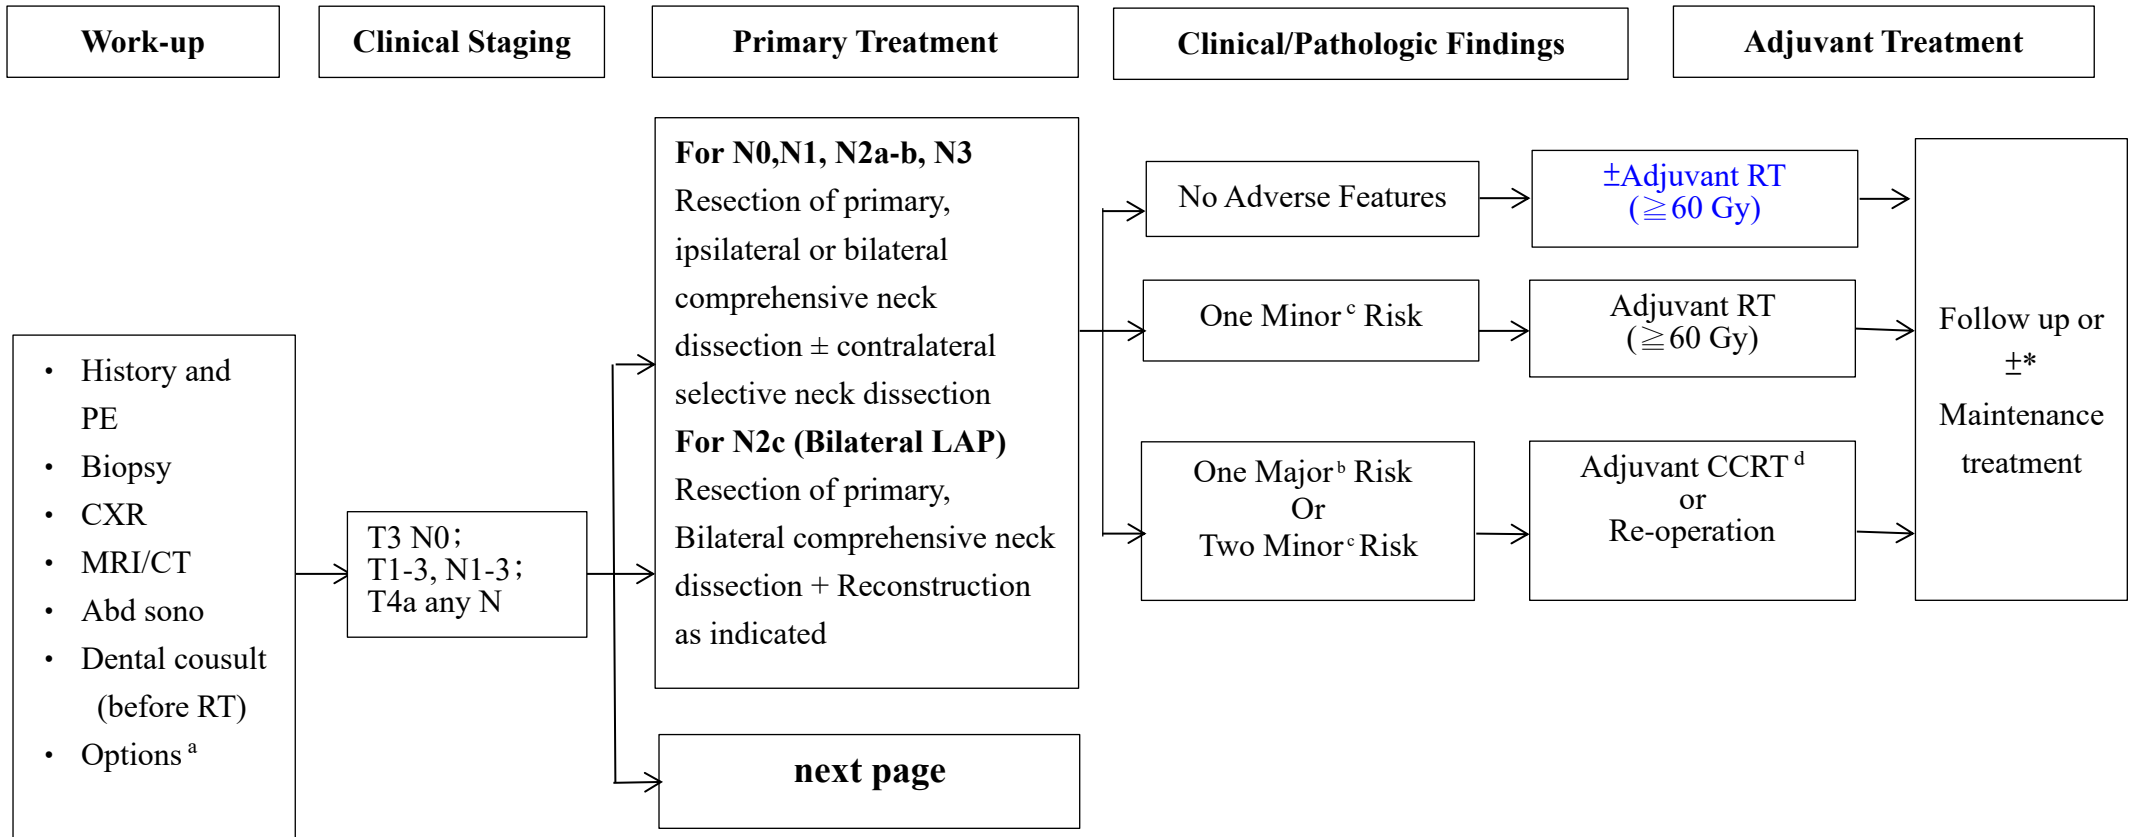 Work-up
Clinical Staging
Primary Treatment
Clinical/Pathologic Findings
Adjuvant Treatment
• History and
PE
• Biopsy
• CXR
• MRI/CT
• Abd sono
• Dental cousult
(before RT)
• Options a
T3 N0；
T1-3, N1-3；
T4a any N
For N0,N1, N2a-b, N3
Resection of primary,
ipsilateral or bilateral
comprehensive neck
dissection ± contralateral
selective neck dissection
For N2c (Bilateral LAP)
Resection of primary,
Bilateral comprehensive neck
dissection + Reconstruction
as indicated
next page
No Adverse Features
±Adjuvant RT
(≧60 Gy)
One Minor c Risk
Adjuvant RT
(≧60 Gy)
One Major b Risk
Or
Two Minor c Risk
Adjuvant CCRT d
or
Re-operation
Follow up or
±*
Maintenance
treatment